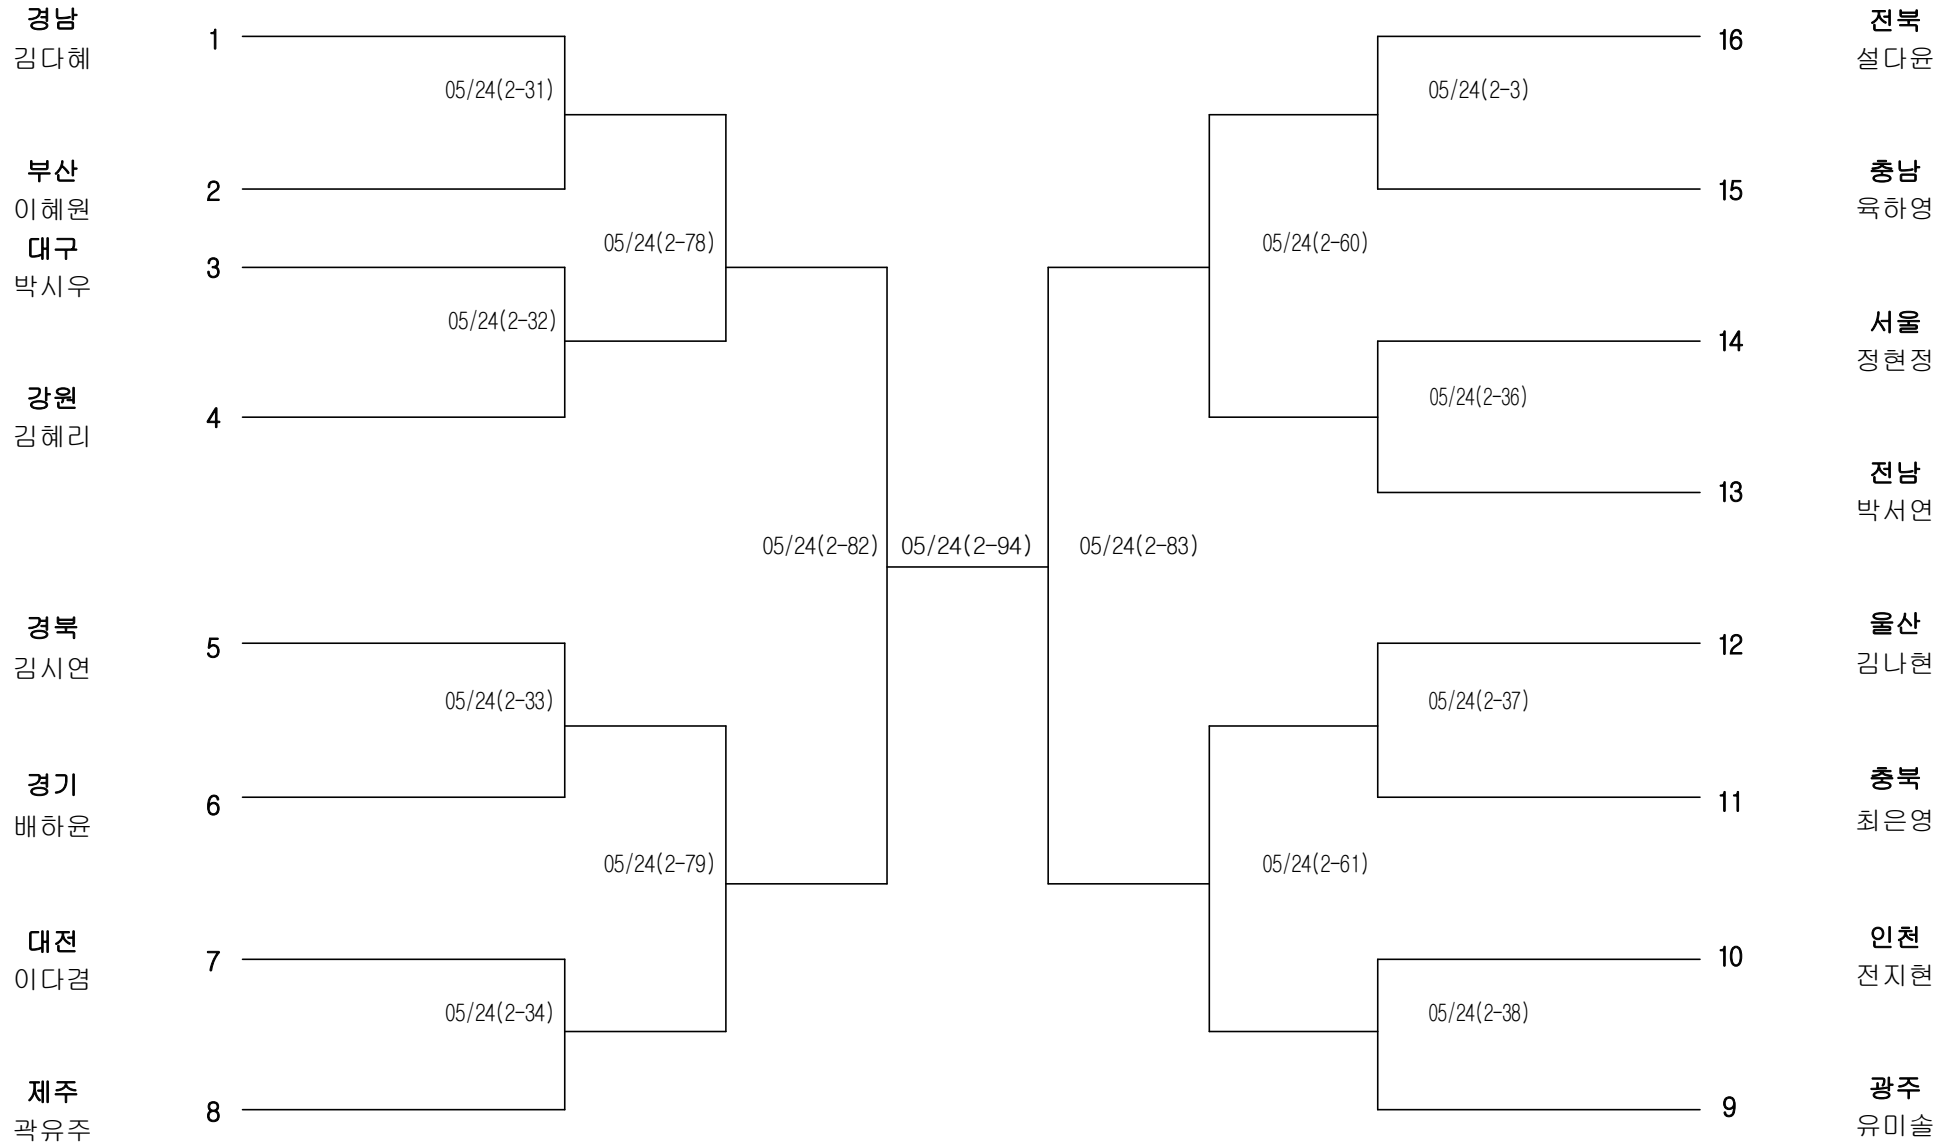 경남
김다혜
1
05/24(2-31)
부산
이혜원
2
대구
박시우
3
05/24(2-78)
05/24(2-32)
강원
김혜리
4
05/24(2-82)
05/24(2-94)
05/24(2-83)
경북
김시연
5
05/24(2-33)
경기
배하윤
6
05/24(2-79)
대전
이다겸
7
05/24(2-34)
제주
곽유주
8
전북
설다윤
16
05/24(2-3)
충남
육하영
15
05/24(2-60)
서울
정현정
14
05/24(2-36)
전남
박서연
13
울산
김나현
12
05/24(2-37)
충북
최은영
11
05/24(2-61)
인천
전지현
10
05/24(2-38)
광주
유미솔
9